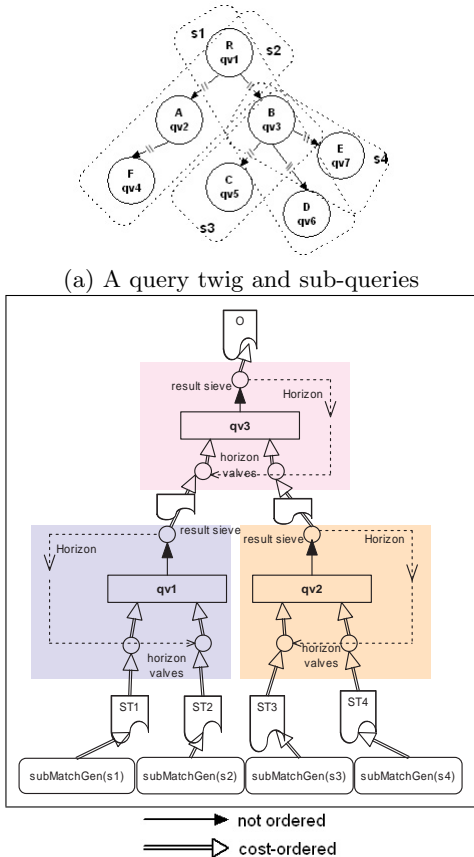 s1
R
qv1
s2
A
qv2
B
qv3
E
qv7
s4
F
qv4
C
qv5
D
qv6
s3
(a) A query twig and sub-queries
O
result sieve
Horizon
qv3
horizon
valves
Horizon
result sieve
result sieve
Horizon
qv1
qv2
horizon
valves
horizon
valves
ST1
ST2
ST3
ST4
subMatchGen(s1)
subMatchGen(s2)
subMatchGen(s3)
subMatchGen(s4)
not ordered
cost-ordered